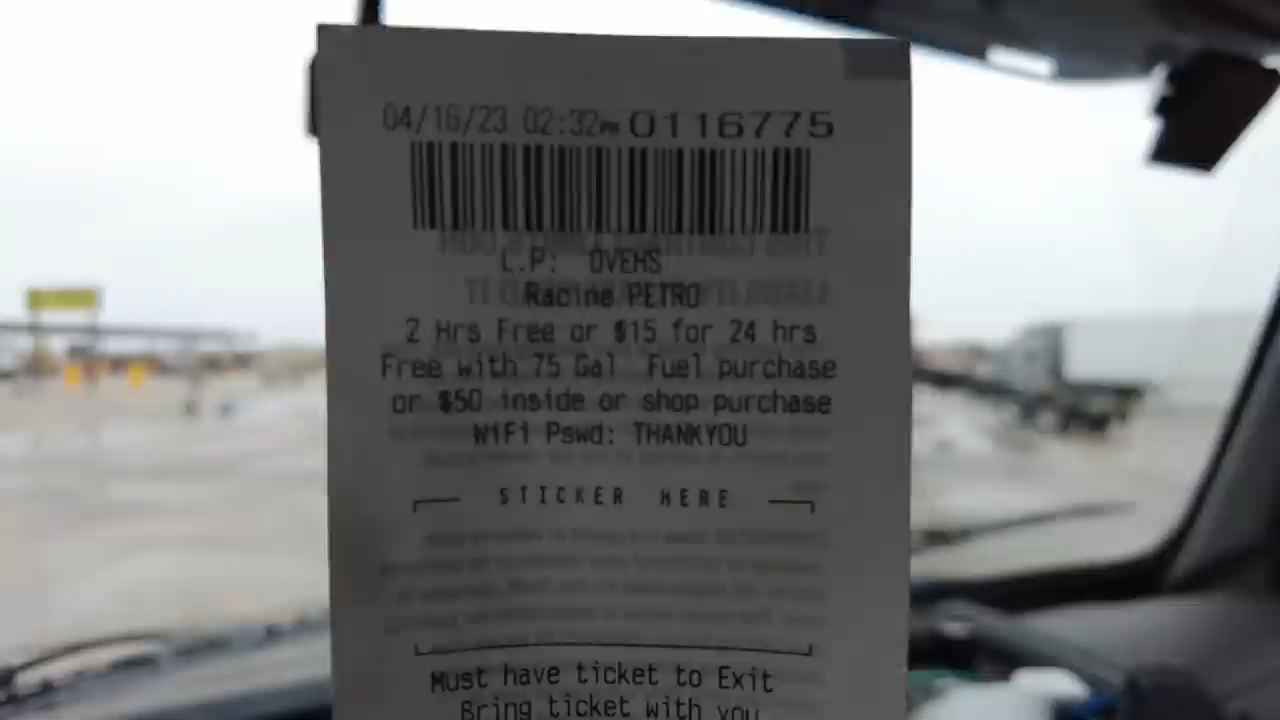 04/16/23 02:32PM 0116775
L.P: OVEHS
Racine PETRO
2 Hrs Free or $15 for 24 hrs
Free with 75 Gal Fuel purchase
or $50 inside or shop purchase
WiFi Pswd: THANKYOU
STICKER HERE
Must have ticket to Exit
Bring ticket with you